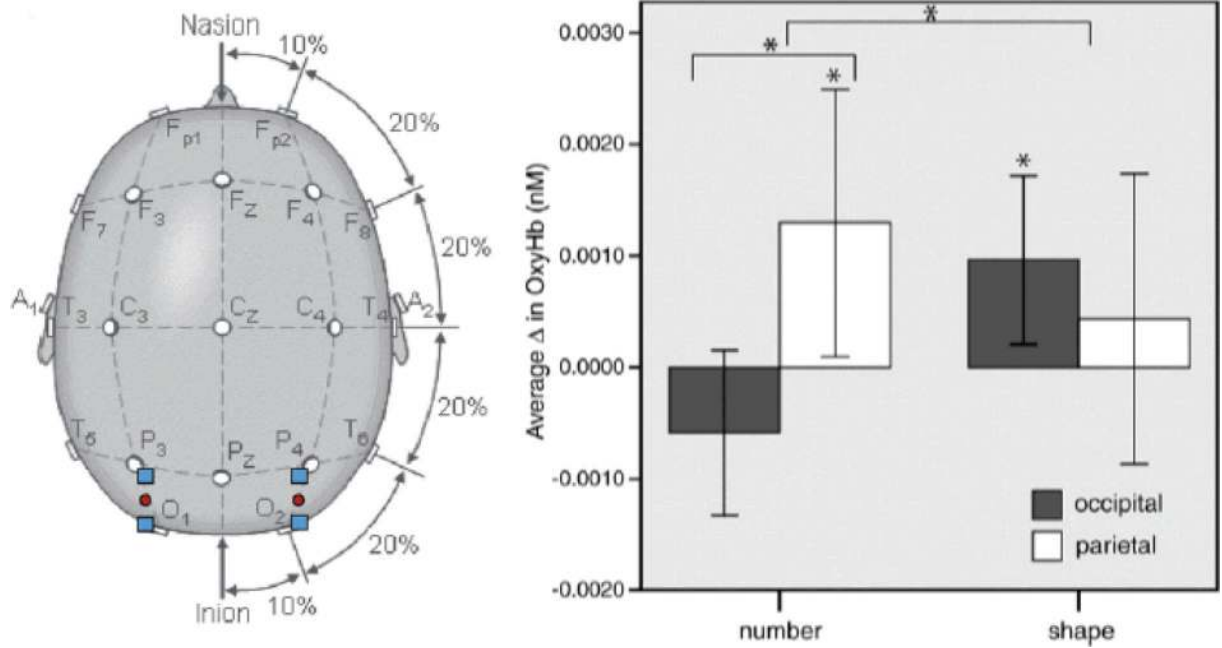 Nasion
10%
Fp1
Fp2
20%
F7
F3
FZ
F4
F8
20%
A1
T3
C3
CZ
C4
T4
A2
20%
T5
P3
PZ
P4
T6
O1
O2
20%
Inion
10%
Average Δ in OxyHb (nM)
0.0030
0.0020
0.0010
0.0000
-0.0010
-0.0020
*
*
*
*
occipital
parietal
number
shape